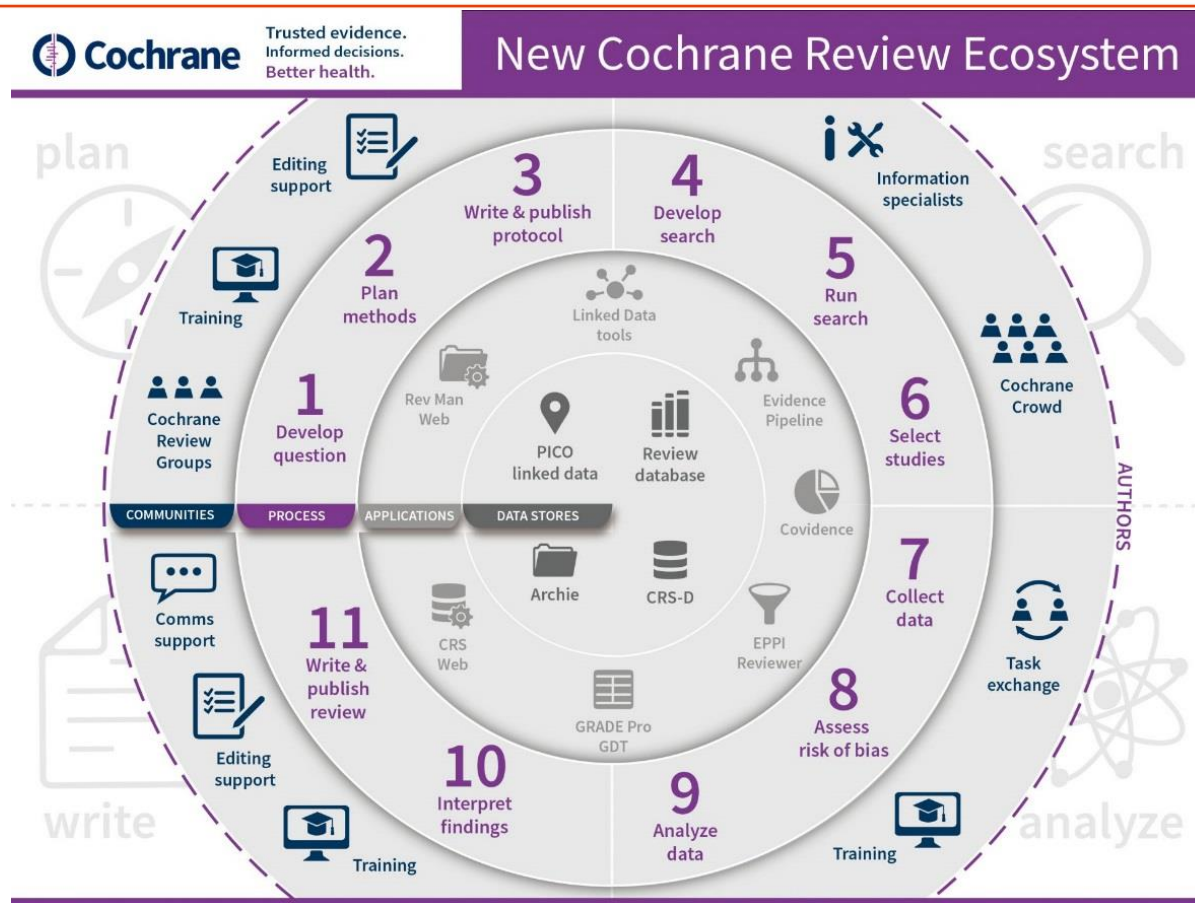 Cochrane
Trusted evidence.
Informed decisions.
Better health.
New Cochrane Review Ecosystem
plan
search
Editing
support
Training
Cochrane
Review
Groups
3
Write & publish
protocol
2
Plan
methods
1
Develop
question
4
Develop
search
5
Run
search
6
Select
studies
Information
specialists
Cochrane
Crowd
AUTHORS
Linked Data
tools
Rev Man
Web
Evidence
Pipeline
Covidence
PICO
linked data
Review
database
COMMUNITIES
PROCESS
APPLICATIONS
DATA STORES
Archie
CRS-D
CRS
Web
GRADE Pro
GDT
EPPI
Reviewer
7
Collect
data
8
Assess
risk of bias
9
Analyze
data
10
Interpret
findings
11
Write &
publish
review
Comms
support
Editing
support
Training
Task
exchange
Training
write
analyze